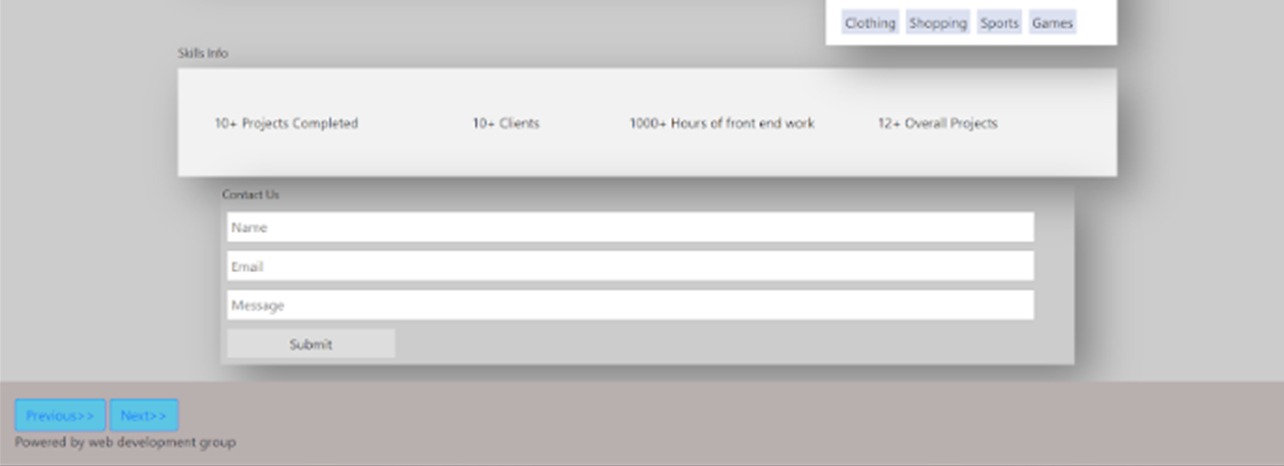 Clothing Shopping Sports Games
Skills Info
10+ Projects Completed 10+ Clients 1000+ Hours of front end work 12+ Overall Projects
Contact Us
Name
Email
Message
Submit
Previous>> Next>>
Powered by web development group